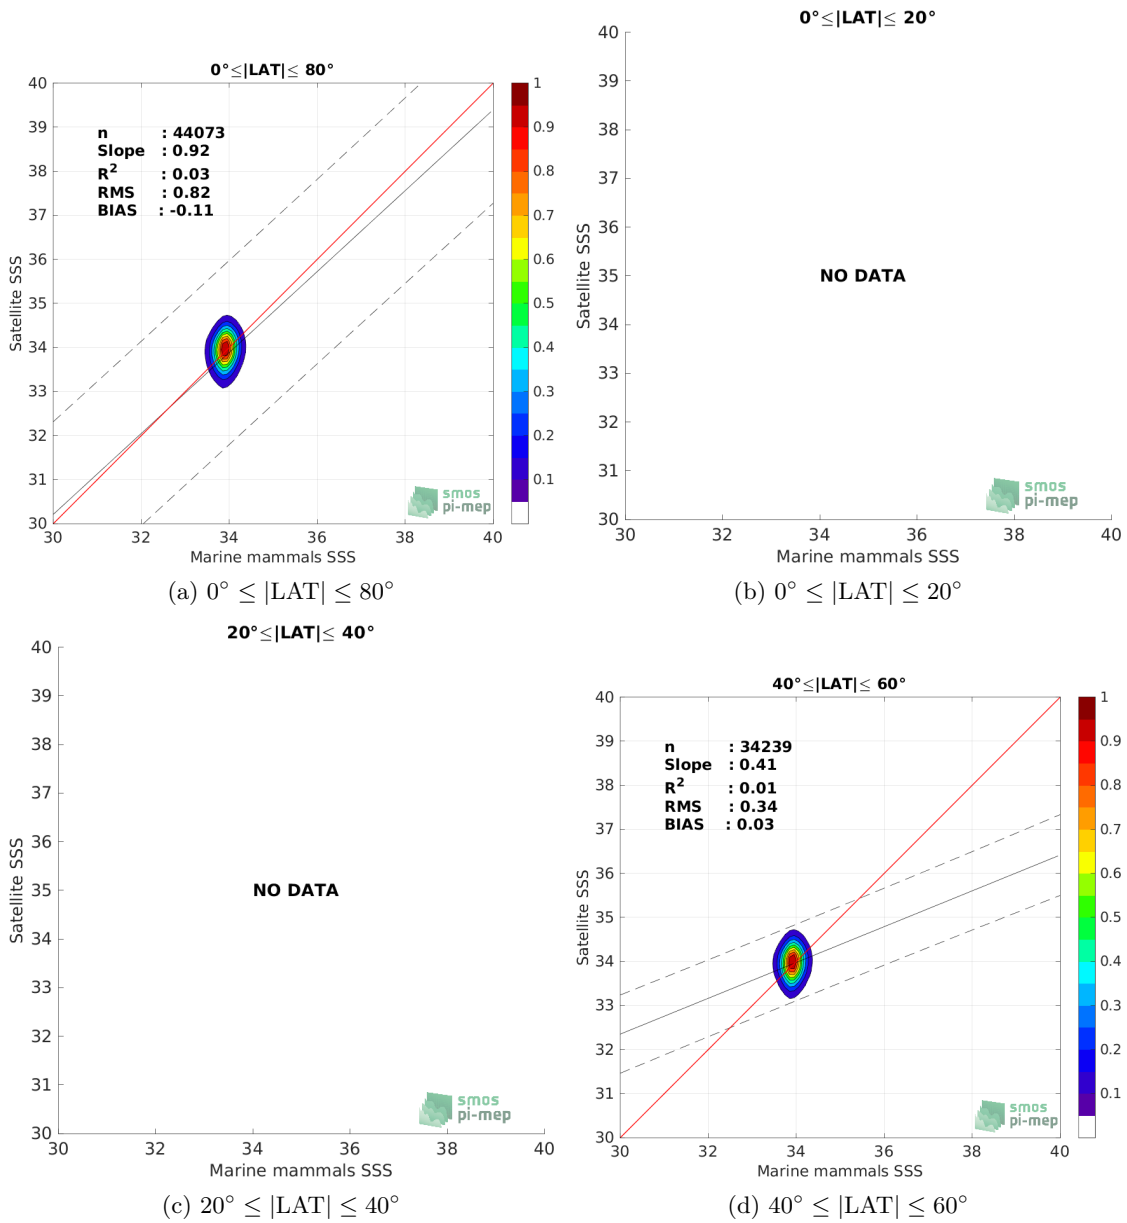 0°≤|LAT|≤ 80°
n : 44073
Slope : 0.92
R² : 0.03
RMS : 0.82
BIAS : -0.11
40
39
38
37
36
35
34
33
32
31
30
30 32 34 36 38 40
Satellite SSS
Marine mammals SSS
1
0.9
0.8
0.7
0.6
0.5
0.4
0.3
0.2
0.1
smos
pi-mep
(a) 0° ≤ |LAT| ≤ 80°
0°≤|LAT|≤ 20°
40
39
38
37
36
35
34
33
32
31
30
30 32 34 36 38 40
Satellite SSS
Marine mammals SSS
NO DATA
smos
pi-mep
(b) 0° ≤ |LAT| ≤ 20°
20°≤|LAT|≤ 40°
40
39
38
37
36
35
34
33
32
31
30
30 32 34 36 38 40
Satellite SSS
Marine mammals SSS
NO DATA
smos
pi-mep
(c) 20° ≤ |LAT| ≤ 40°
40°≤|LAT|≤ 60°
n : 34239
Slope : 0.41
R² : 0.01
RMS : 0.34
BIAS : 0.03
40
39
38
37
36
35
34
33
32
31
30
30 32 34 36 38 40
Satellite SSS
Marine mammals SSS
1
0.9
0.8
0.7
0.6
0.5
0.4
0.3
0.2
0.1
smos
pi-mep
(d) 40° ≤ |LAT| ≤ 60°